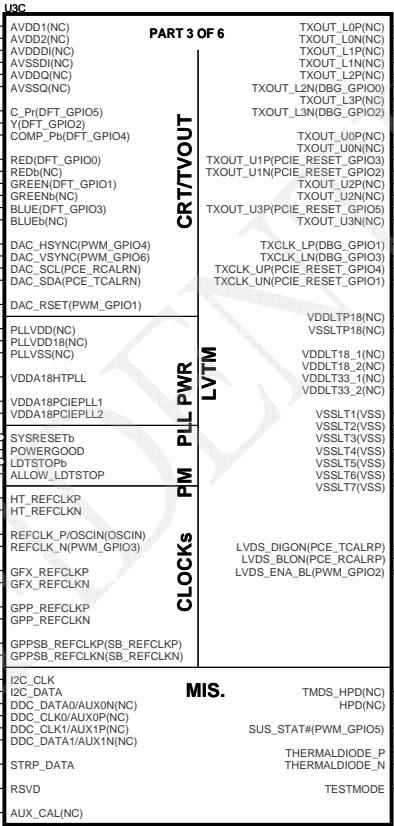 U3C
PART 3 OF 6
AVDD1(NC)
AVDD2(NC)
AVDDDI(NC)
AVSSDI(NC)
AVDDQ(NC)
AVSSQ(NC)
C_Pr(DFT_GPIO5)
Y(DFT_GPIO2)
COMP_Pb(DFT_GPIO4)
RED(DFT_GPIO0)
REDb(NC)
GREEN(DFT_GPIO1)
GREENb(NC)
BLUE(DFT_GPIO3)
BLUEb(NC)
DAC_HSYNC(PWM_GPIO4)
DAC_VSYNC(PWM_GPIO6)
DAC_SCL(PCE_RCALRN)
DAC_SDA(PCE_TCALRN)
DAC_RSET(PWM_GPIO1)
CRT/TVOUT
PLLVDD(NC)
PLLVDD18(NC)
PLLVSS(NC)
VDDA18HTPLL
VDDA18PCIEPLL1
VDDA18PCIEPLL2
PLL PWR
SYSRESETb
POWERGOOD
LDTSTOPb
ALLOW_LDTSTOP
PM
HT_REFCLKP
HT_REFCLKN
REFCLK_P/OSCIN(OSCIN)
REFCLK_N(PWM_GPIO3)
GFX_REFCLKP
GFX_REFCLKN
GPP_REFCLKP
GPP_REFCLKN
GPPSB_REFCLKP(SB_REFCLKP)
GPPSB_REFCLKN(SB_REFCLKN)
CLOCKs
TXOUT_L0P(NC)
TXOUT_L0N(NC)
TXOUT_L1P(NC)
TXOUT_L1N(NC)
TXOUT_L2P(NC)
TXOUT_L2N(DBG_GPIO0)
TXOUT_L3P(NC)
TXOUT_L3N(DBG_GPIO2)
TXOUT_U0P(NC)
TXOUT_U0N(NC)
TXOUT_U1P(PCIE_RESET_GPIO3)
TXOUT_U1N(PCIE_RESET_GPIO2)
TXOUT_U2P(NC)
TXOUT_U2N(NC)
TXOUT_U3P(PCIE_RESET_GPIO5)
TXOUT_U3N(NC)
TXCLK_LP(DBG_GPIO1)
TXCLK_LN(DBG_GPIO3)
TXCLK_UP(PCIE_RESET_GPIO4)
TXCLK_UN(PCIE_RESET_GPIO1)
VDDLTP18(NC)
VSSLTP18(NC)
VDDLT18_1(NC)
VDDLT18_2(NC)
VDDLT33_1(NC)
VDDLT33_2(NC)
VSSLT1(VSS)
VSSLT2(VSS)
VSSLT3(VSS)
VSSLT4(VSS)
VSSLT5(VSS)
VSSLT6(VSS)
VSSLT7(VSS)
LVDS_DIGON(PCE_TCALRP)
LVDS_BLON(PCE_RCALRP)
LVDS_ENA_BL(PWM_GPIO2)
LVTM
MIS.
I2C_CLK
I2C_DATA
DDC_DATA0/AUX0N(NC)
DDC_CLK0/AUX0P(NC)
DDC_CLK1/AUX1P(NC)
DDC_DATA1/AUX1N(NC)
STRP_DATA
RSVD
AUX_CAL(NC)
TMDS_HPD(NC)
HPD(NC)
SUS_STAT#(PWM_GPIO5)
THERMALDIODE_P
THERMALDIODE_N
TESTMODE